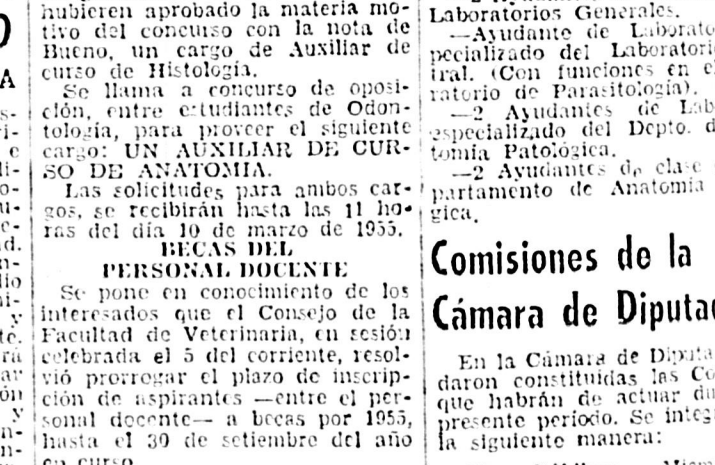 O
A
hubieren aprobado la materia mo-
tivo del concurso con la nota de
Bueno, un cargo de Auxiliar de
curso de Histología.
Se llama a concurso de oposi-
ción, entre estudiantes de Odon-
tología, para proveer el siguiente
cargo: UN AUXILIAR DE CUR-
SO DE ANATOMIA.
Las solicitudes para ambos car-
gos, se recibirán hasta las 11 ho-
ras del día 10 de marzo de 1955.
BECAS DEL
PERSONAL DOCENTE
Se pone en conocimiento de los
interesados que el Consejo de la
Facultad de Veterinaria, en sesión
celebrada el 5 del corriente, resol-
vió prorrogar el plazo de inscrip-
ción de aspirantes —entre el per-
sonal docente— a becas por 1955,
hasta el 30 de setiembre del año
en curso
—2 Ayudantes
Laboratorios Generales.
—Ayudante de Laborato
pecializado del Laboratori
tral. (Con funciones en e
ratorio de Parasitología).
—2 Ayudantes de Lab
especializado del Depto. d
tomía Patológica.
—2 Ayudantes de clase
partamento de Anatomía
gica.
Comisiones de la
Cámara de Diputa
En la Cámara de Diputa
daron constituídas las Co
que habrán de actuar du
presente período. Se integ
la siguiente manera: